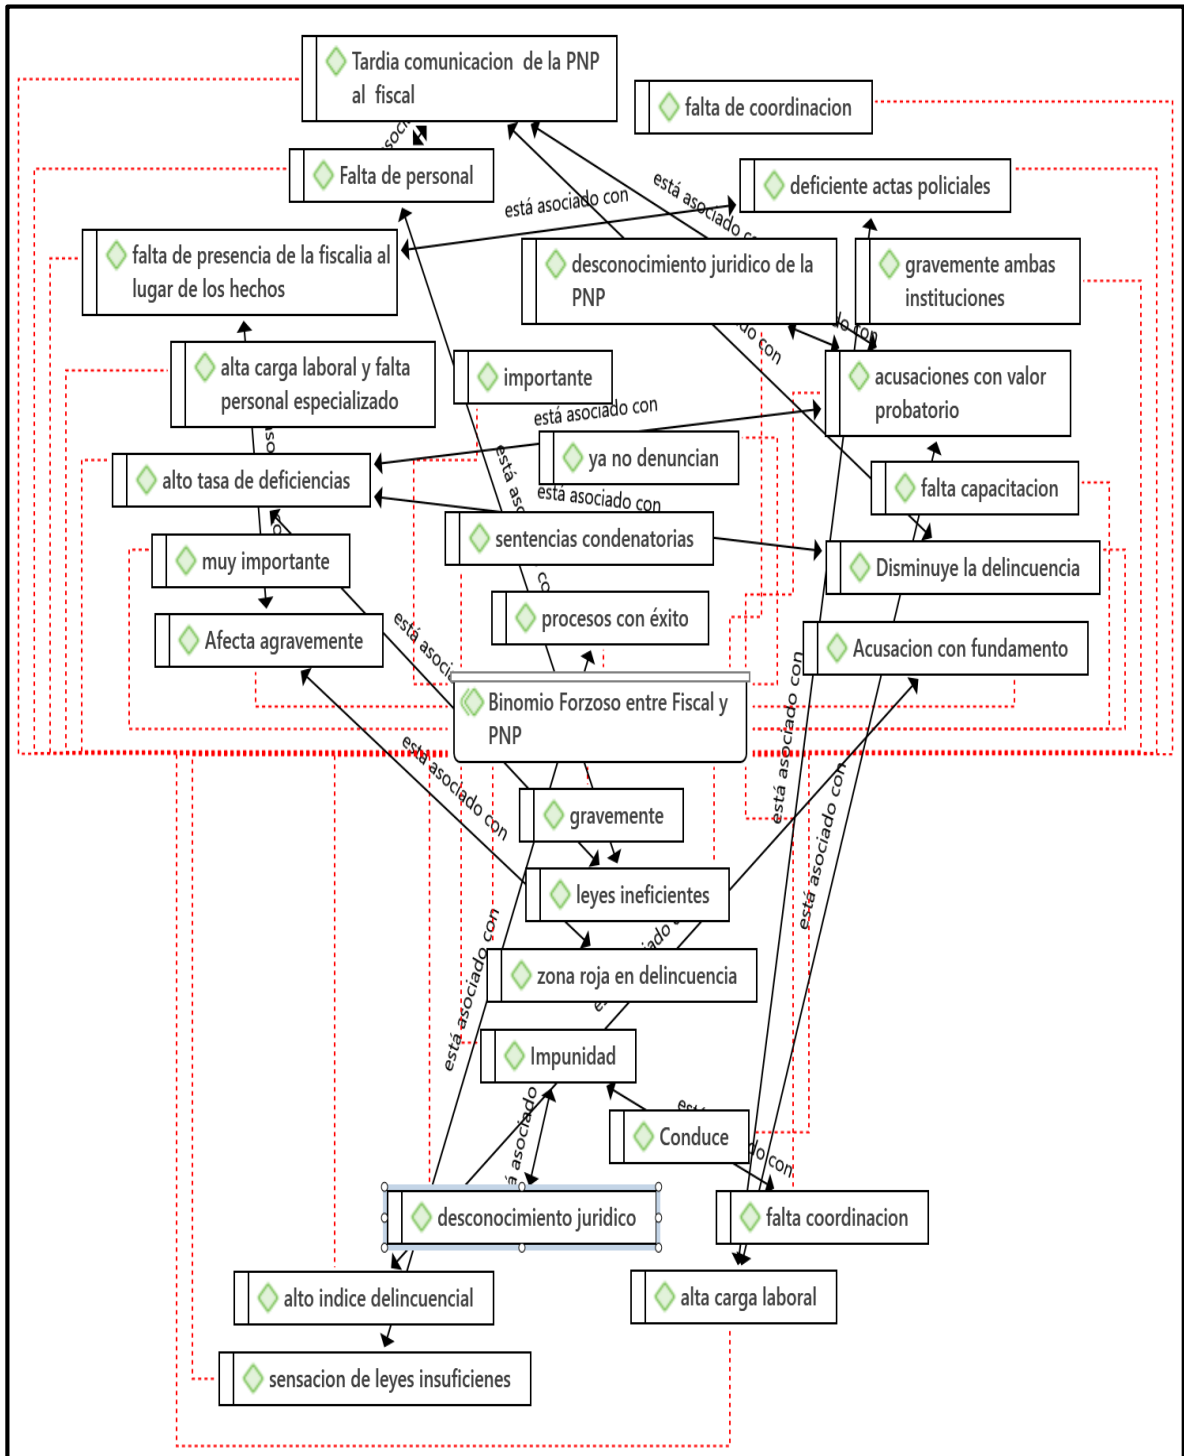 Tardia comunicacion de la PNP
al fiscal
falta de coordinacion
Falta de personal
deficiente actas policiales
está asociado con
falta de presencia de la fiscalia al
lugar de los hechos
desconocimiento juridico de la
PNP
gravemente ambas
instituciones
alta carga laboral y falta
personal especializado
importante
acusaciones con valor
probatorio
está asociado con
ya no denuncian
alto tasa de deficiencias
falta capacitacion
está asociado con
sentencias condenatorias
muy importante
Disminuye la delincuencia
procesos con éxito
Afecta agravemente
Acusacion con fundamento
Binomio Forzoso entre Fiscal y
PNP
está asociado con
está asociado con
está asociado con
gravemente
leyes ineficientes
está asociado con
zona roja en delincuencia
Impunidad
Conduce
desconocimiento juridico
falta coordinacion
alto indice delincuencial
alta carga laboral
sensacion de leyes insuficienes